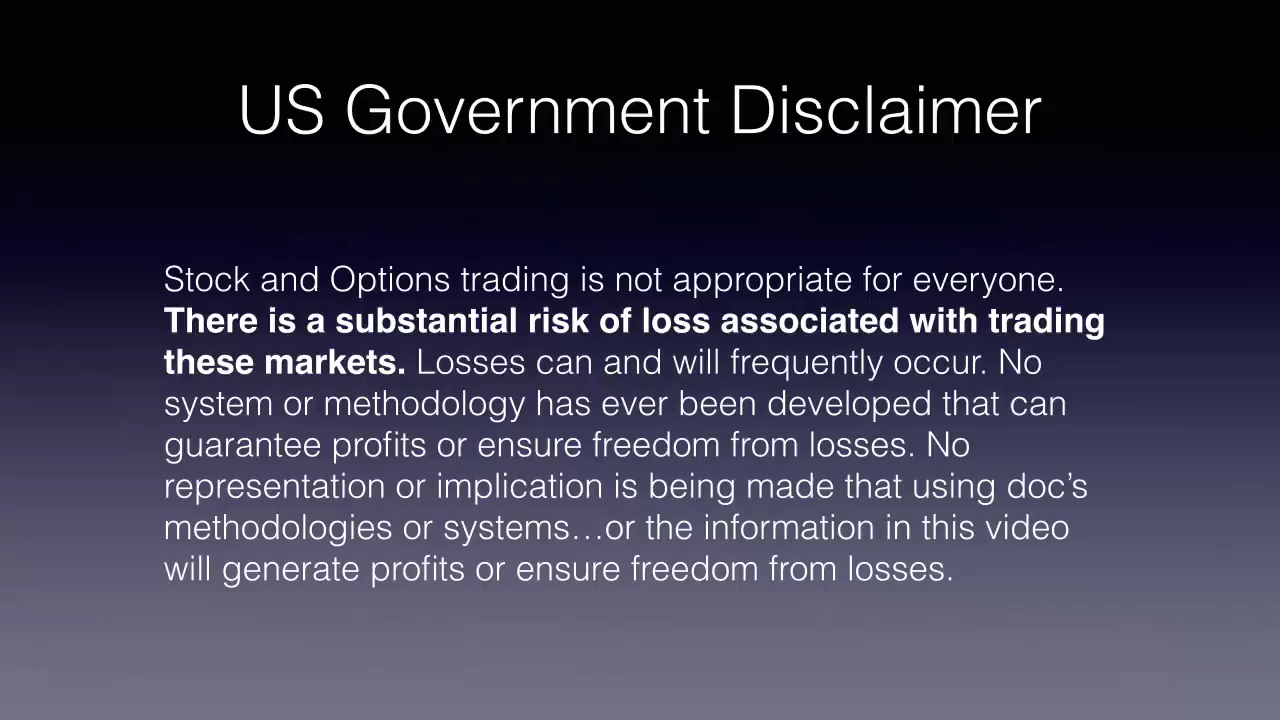 US Government Disclaimer
Stock and Options trading is not appropriate for everyone.
There is a substantial risk of loss associated with trading
these markets. Losses can and will frequently occur. No
system or methodology has ever been developed that can
guarantee profits or ensure freedom from losses. No
representation or implication is being made that using doc’s
methodologies or systems…or the information in this video
will generate profits or ensure freedom from losses.